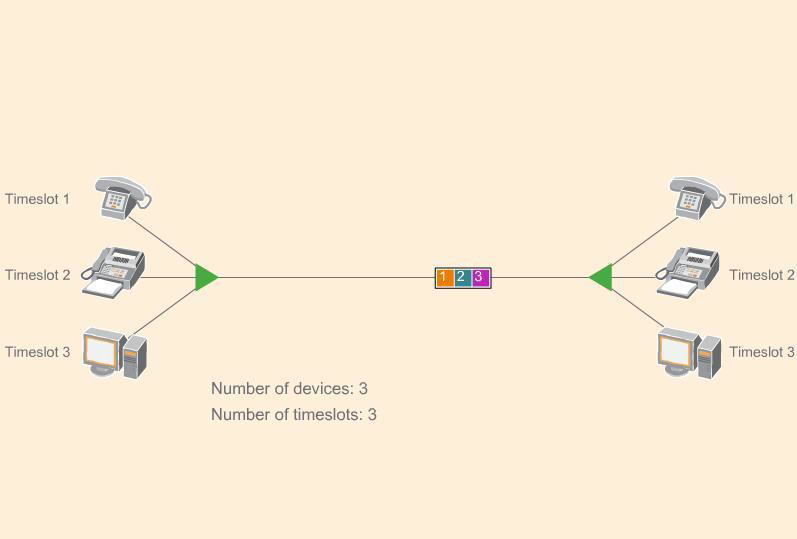 Timeslot 1
Timeslot 1
Timeslot 2
1 2 3
Timeslot 2
Timeslot 3
Timeslot 3
Number of devices: 3
Number of timeslots: 3